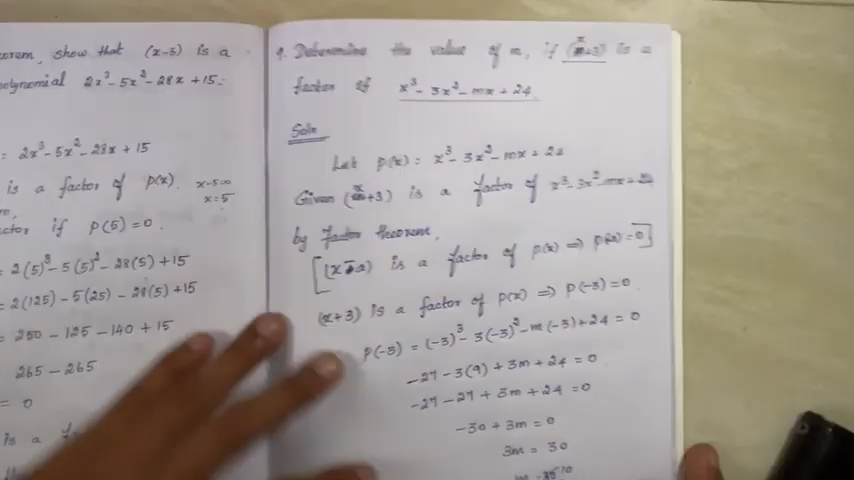 orem, show that (x-5) is a
polynomial 2x³-5x²-28x+15.
= 2x³-5x²-28x+15
is a factor of p(x). x-5=0
x=5
ctor if p(5)=0.
= 2(5)³-5(5)²-28(5)+15
= 2(125)-5(25)-28(5)+15
= 250-125-140+15
265-265
= 0
is a
9. Determine the value of m, if (x+3) is a
factor of x³-3x²-mx+24
Soln
Let p(x) = x³-3x²-mx+24
Given (x+3) is a factor of x³-3x²-mx+24
by factor theorem,
[(x-a) is a factor of p(x) ⇒ p(a)=0]
(x+3) is a factor of p(x) ⇒ p(-3)=0.
p(-3) = (-3)³-3(-3)²-m(-3)+24 = 0
-27-3(9)+3m+24 = 0
-27-27+3m+24 = 0
-30+3m = 0
3m = 30